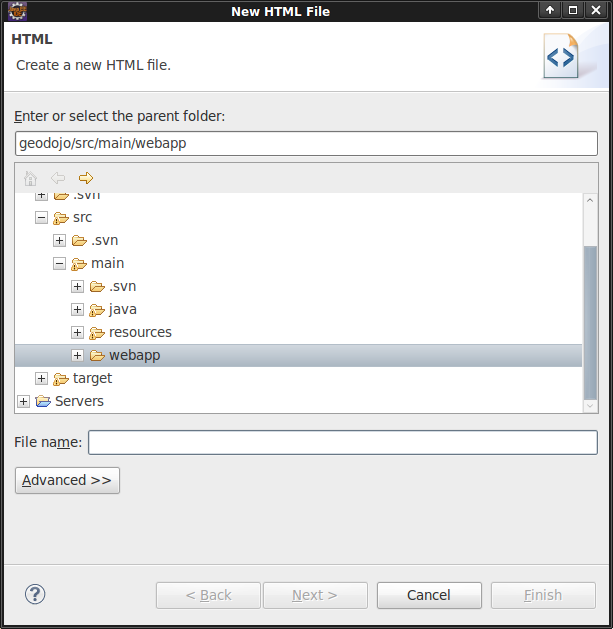 New HTML File
HTML
Create a new HTML file.
Enter or select the parent folder:
geodojo/src/main/webapp
.svn
src
.svn
main
.svn
java
resources
webapp
target
Servers
File name:
Advanced >>
< Back
Next >
Cancel
Finish